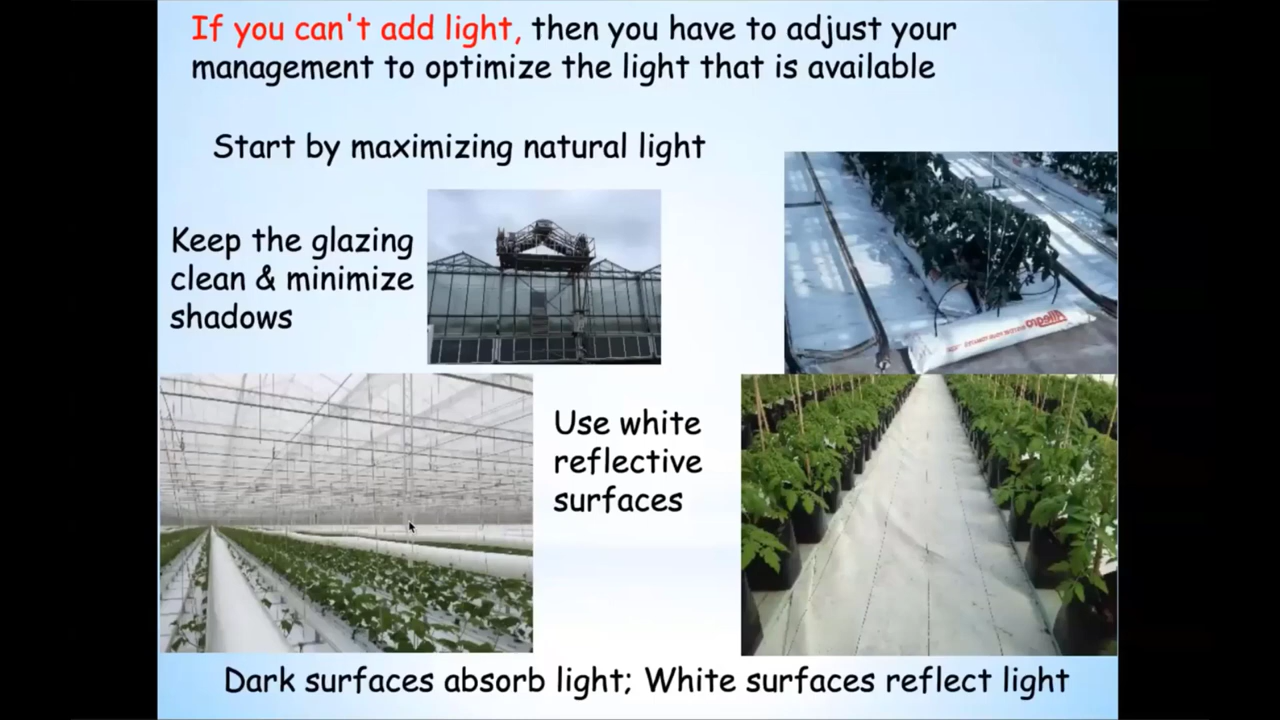 If you can't add light, then you have to adjust your
management to optimize the light that is available
Start by maximizing natural light
Keep the glazing
clean & minimize
shadows
Allegro
Use white
reflective
surfaces
Dark surfaces absorb light; White surfaces reflect light